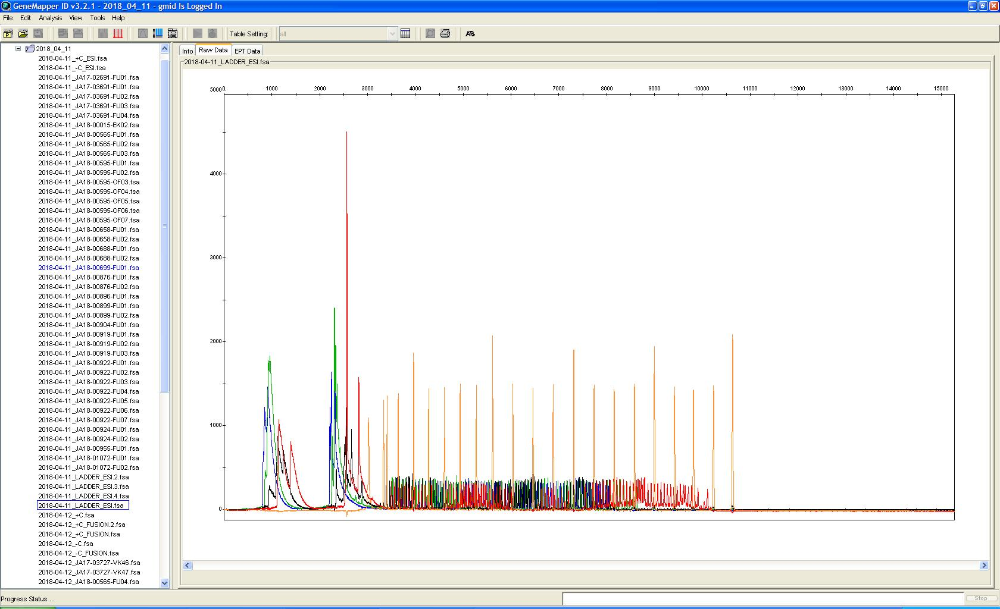 GeneMapper ID v3.2.1 - 2018_04_11 - gmid Is Logged In
File Edit Analysis View Tools Help
Table Setting: all
2018_04_11
2018-04-11_+C_ESI.fsa
2018-04-11_-C_ESI.fsa
2018-04-11_JA17-02691-FU01.fsa
2018-04-11_JA17-03691-FU01.fsa
2018-04-11_JA17-03691-FU02.fsa
2018-04-11_JA17-03691-FU03.fsa
2018-04-11_JA17-03691-FU04.fsa
2018-04-11_JA18-00015-EK02.fsa
2018-04-11_JA18-00565-FU01.fsa
2018-04-11_JA18-00565-FU02.fsa
2018-04-11_JA18-00565-FU03.fsa
2018-04-11_JA18-00595-FU01.fsa
2018-04-11_JA18-00595-FU02.fsa
2018-04-11_JA18-00595-OF03.fsa
2018-04-11_JA18-00595-OF04.fsa
2018-04-11_JA18-00595-OF05.fsa
2018-04-11_JA18-00595-OF06.fsa
2018-04-11_JA18-00595-OF07.fsa
2018-04-11_JA18-00658-FU01.fsa
2018-04-11_JA18-00658-FU02.fsa
2018-04-11_JA18-00688-FU01.fsa
2018-04-11_JA18-00688-FU02.fsa
2018-04-11_JA18-00699-FU01.fsa
2018-04-11_JA18-00876-FU01.fsa
2018-04-11_JA18-00876-FU02.fsa
2018-04-11_JA18-00896-FU01.fsa
2018-04-11_JA18-00899-FU01.fsa
2018-04-11_JA18-00899-FU02.fsa
2018-04-11_JA18-00904-FU01.fsa
2018-04-11_JA18-00919-FU01.fsa
2018-04-11_JA18-00919-FU02.fsa
2018-04-11_JA18-00919-FU03.fsa
2018-04-11_JA18-00922-FU01.fsa
2018-04-11_JA18-00922-FU02.fsa
2018-04-11_JA18-00922-FU03.fsa
2018-04-11_JA18-00922-FU04.fsa
2018-04-11_JA18-00922-FU05.fsa
2018-04-11_JA18-00922-FU06.fsa
2018-04-11_JA18-00922-FU07.fsa
2018-04-11_JA18-00924-FU01.fsa
2018-04-11_JA18-00924-FU02.fsa
2018-04-11_JA18-00955-FU01.fsa
2018-04-11_JA18-01072-FU01.fsa
2018-04-11_JA18-01072-FU02.fsa
2018-04-11_LADDER_ESI.2.fsa
2018-04-11_LADDER_ESI.3.fsa
2018-04-11_LADDER_ESI.4.fsa
2018-04-11_LADDER_ESI.fsa
2018-04-12_+C.fsa
2018-04-12_+C_FUSION.2.fsa
2018-04-12_+C_FUSION.fsa
2018-04-12_-C.fsa
2018-04-12_-C_FUSION.fsa
2018-04-12_JA17-03727-VK46.fsa
2018-04-12_JA17-03727-VK47.fsa
2018-04-12_JA18-00565-FU04.fsa
Info Raw Data EPT Data
2018-04-11_LADDER_ESI.fsa
0 1000 2000 3000 4000 5000 6000 7000 8000 9000 10000 11000 12000 13000 14000 15000
5000
4000
3000
2000
1000
0
Progress Status ...
Stop